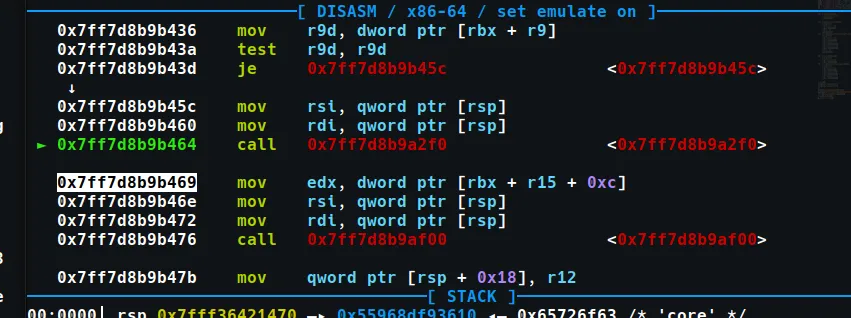 [ DISASM / x86-64 / set emulate on ]
0x7ff7d8b9b436 mov r9d, dword ptr [rbx + r9]
0x7ff7d8b9b43a test r9d, r9d
0x7ff7d8b9b43d je 0x7ff7d8b9b45c <0x7ff7d8b9b45c>
↓
0x7ff7d8b9b45c mov rsi, qword ptr [rsp]
0x7ff7d8b9b460 mov rdi, qword ptr [rsp]
► 0x7ff7d8b9b464 call 0x7ff7d8b9a2f0 <0x7ff7d8b9a2f0>
0x7ff7d8b9b469 mov edx, dword ptr [rbx + r15 + 0xc]
0x7ff7d8b9b46e mov rsi, qword ptr [rsp]
0x7ff7d8b9b472 mov rdi, qword ptr [rsp]
0x7ff7d8b9b476 call 0x7ff7d8b9af00 <0x7ff7d8b9af00>
0x7ff7d8b9b47b mov qword ptr [rsp + 0x18], r12
[ STACK ]
00:0000│ rsp 0x7fff36421470 —▸ 0x55968df93610 ◂— 0x65726f63 /* 'core' */